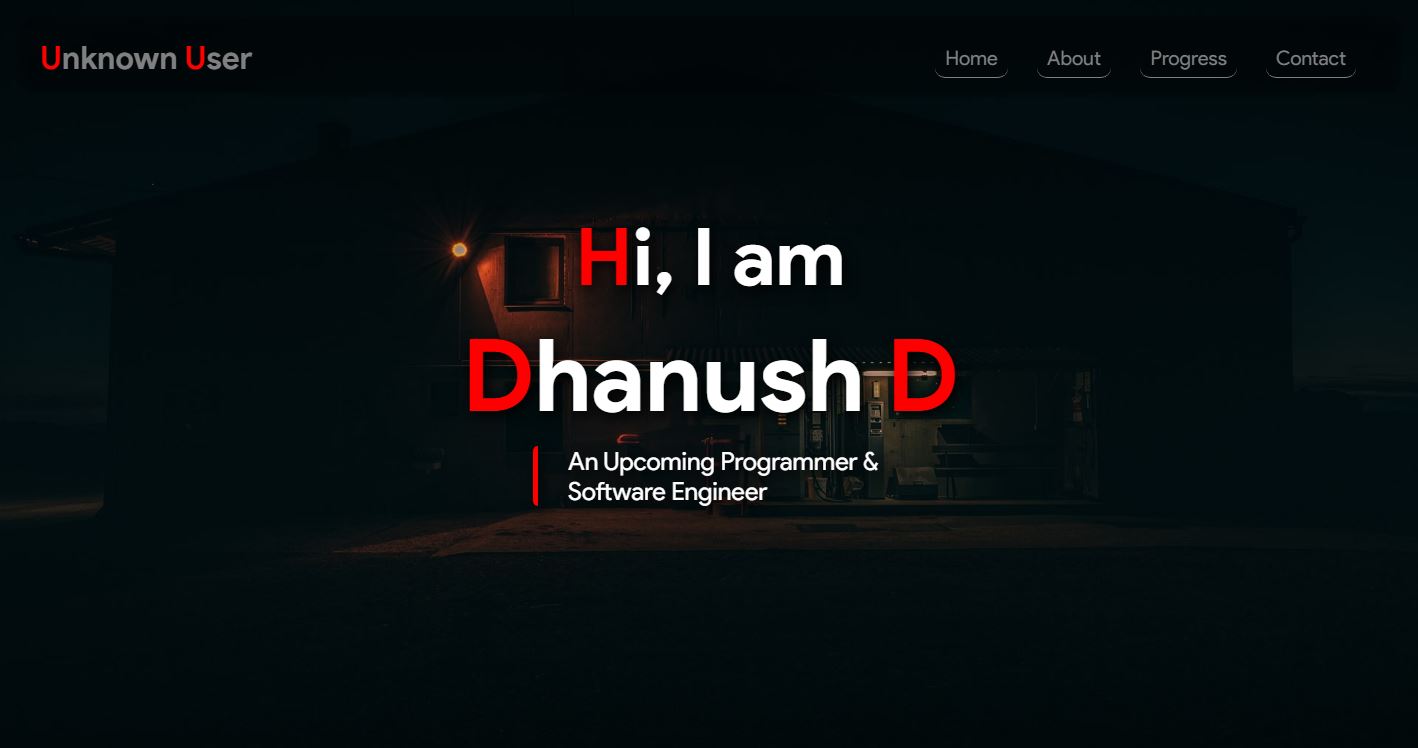 Unknown User
Home
About
Progress
Contact
Hi, I am
Dhanush D
An Upcoming Programmer &
Software Engineer